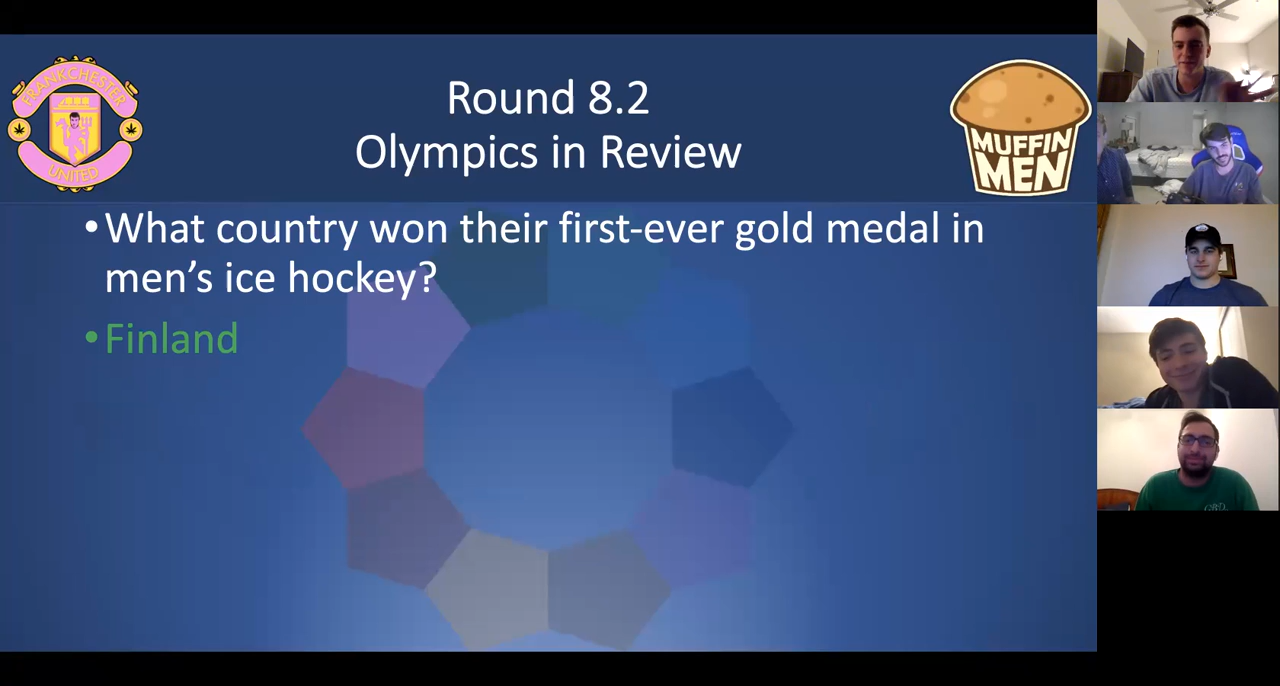 FRANKCHESTER
UNITED
Round 8.2
Olympics in Review
MUFFIN
MEN
•What country won their first-ever gold medal in
men’s ice hockey?
•Finland